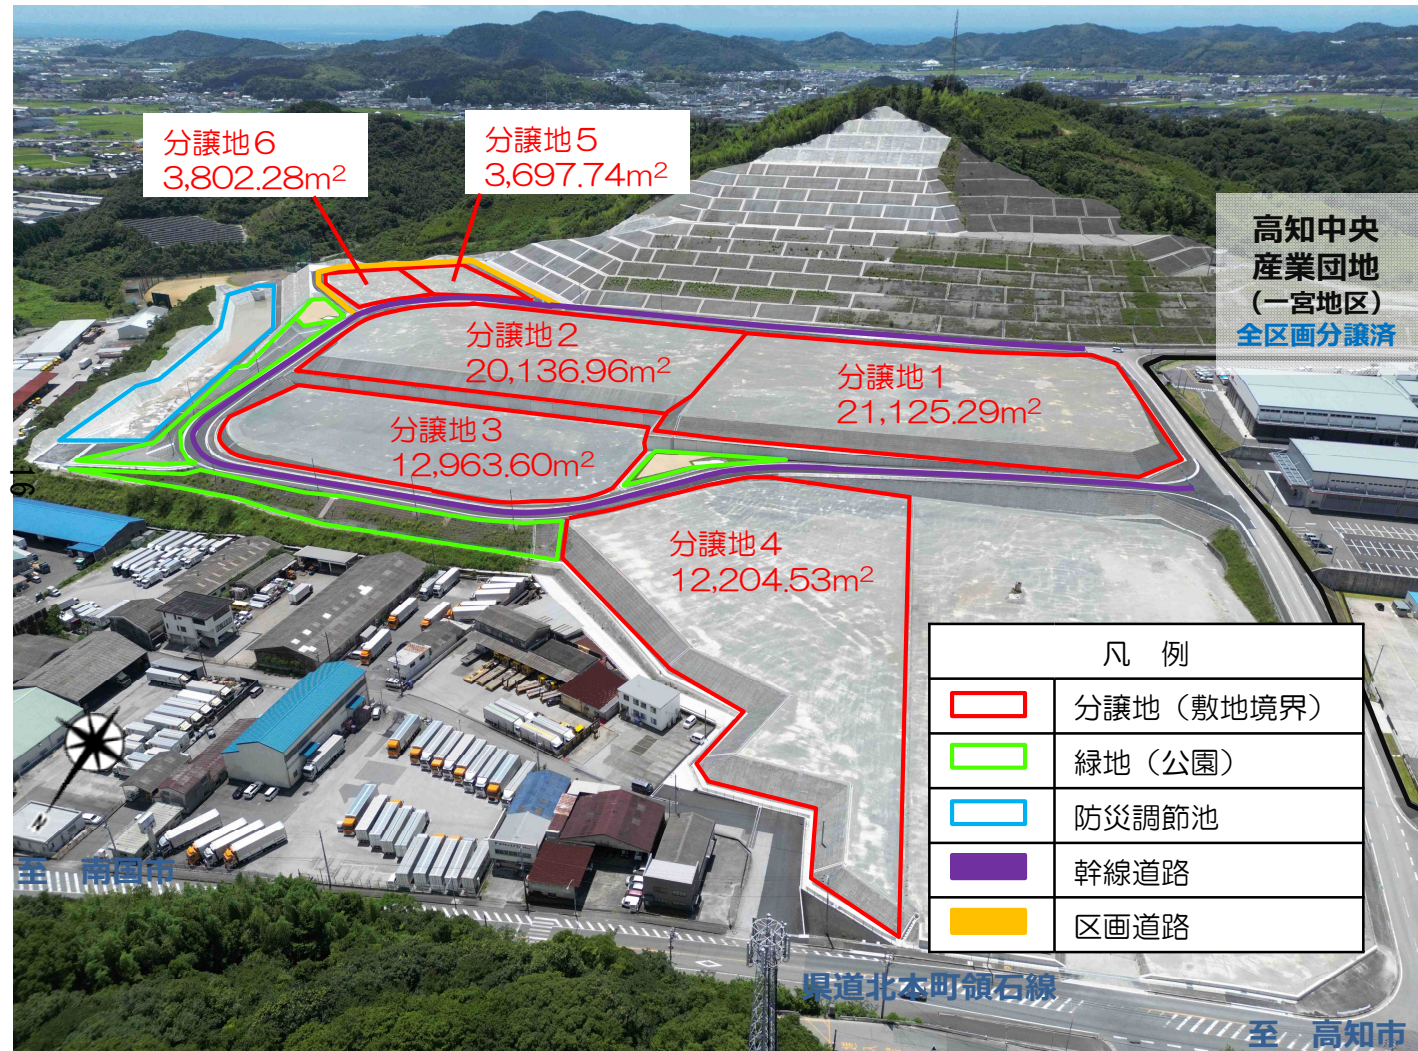 分譲地6
3,802.28m²
分譲地5
3,697.74m²
高知中央
産業団地
（一宮地区）
全区画分譲済
分譲地2
20,136.96m²
分譲地1
21,125.29m²
分譲地3
12,963.60m²
16
分譲地4
12,204.53m²
凡 例
分譲地（敷地境界）
緑地（公園）
防災調節池
幹線道路
区画道路
N
至 南国市
県道北本町領石線
至 高知市